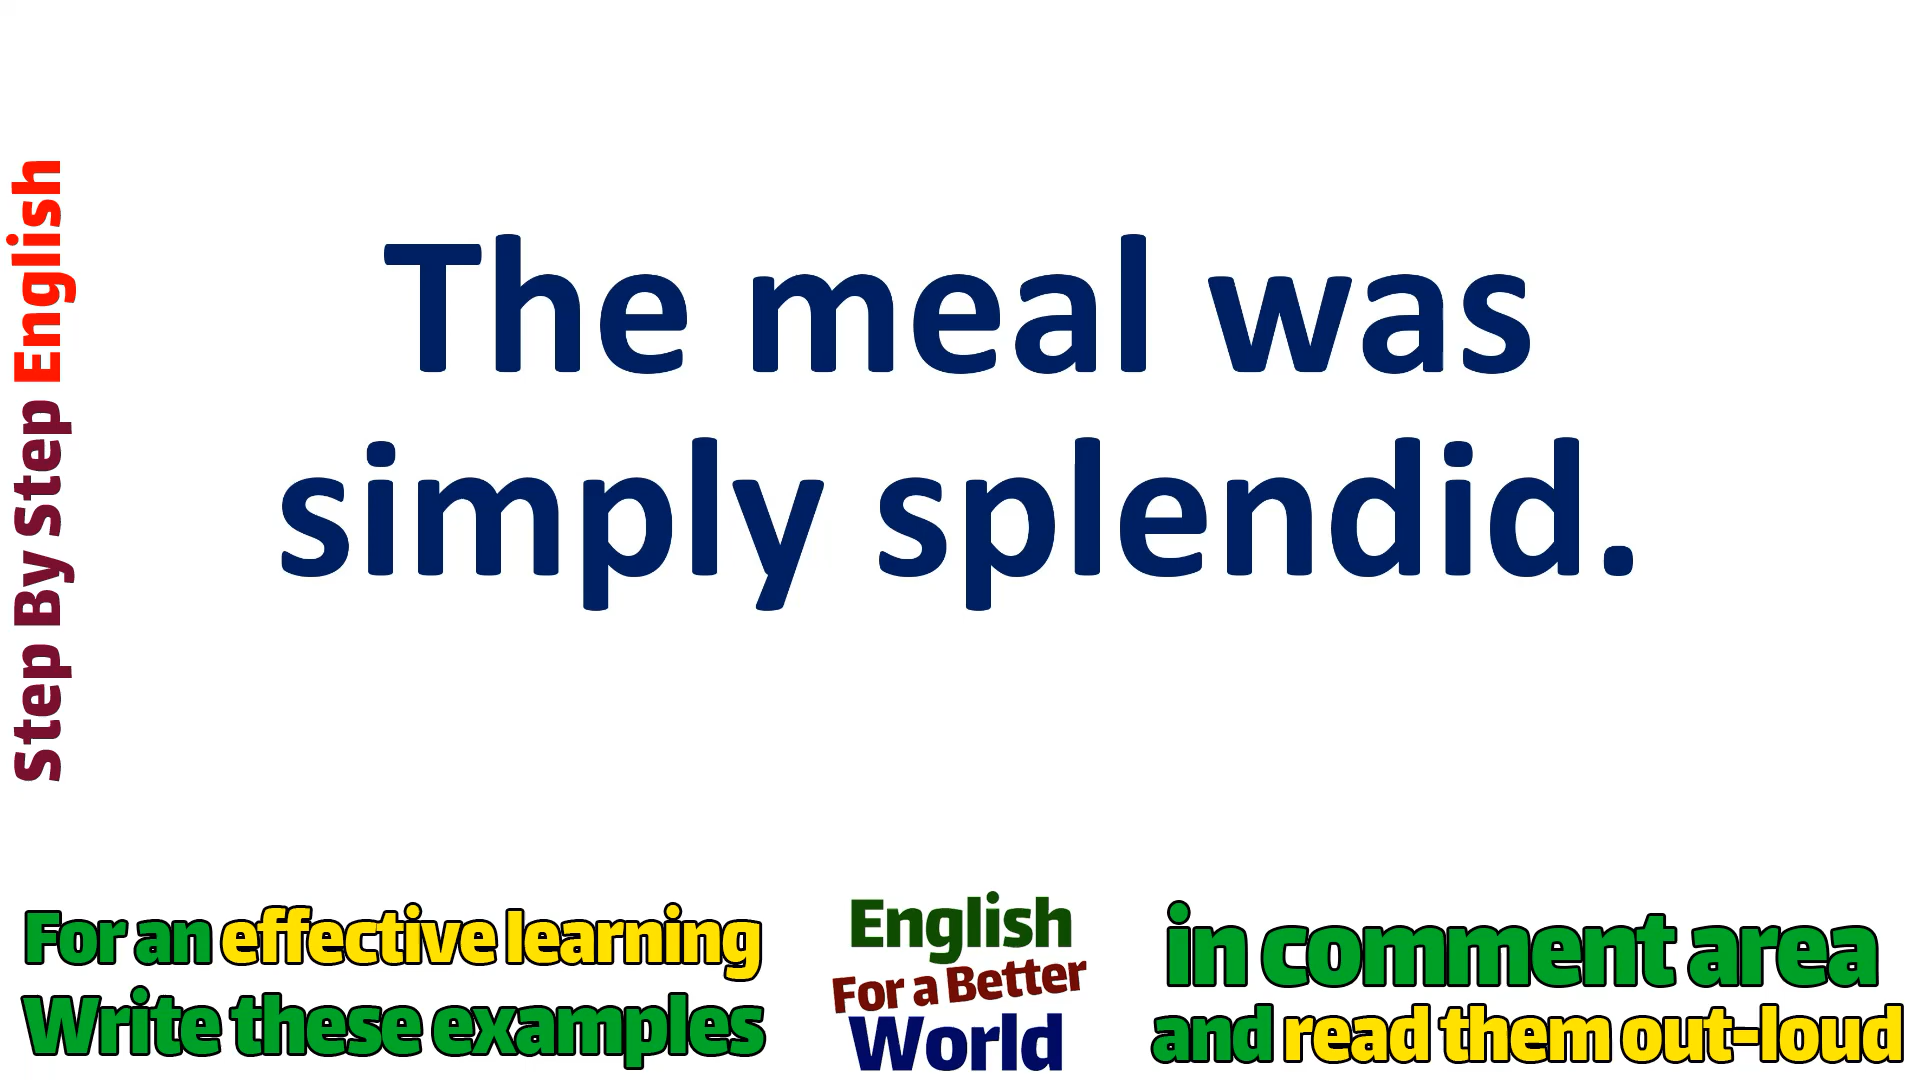 Step By Step English
The meal was
simply splendid.
For an effective learning
Write these examples
English
For a Better
World
in comment area
and read them out-loud